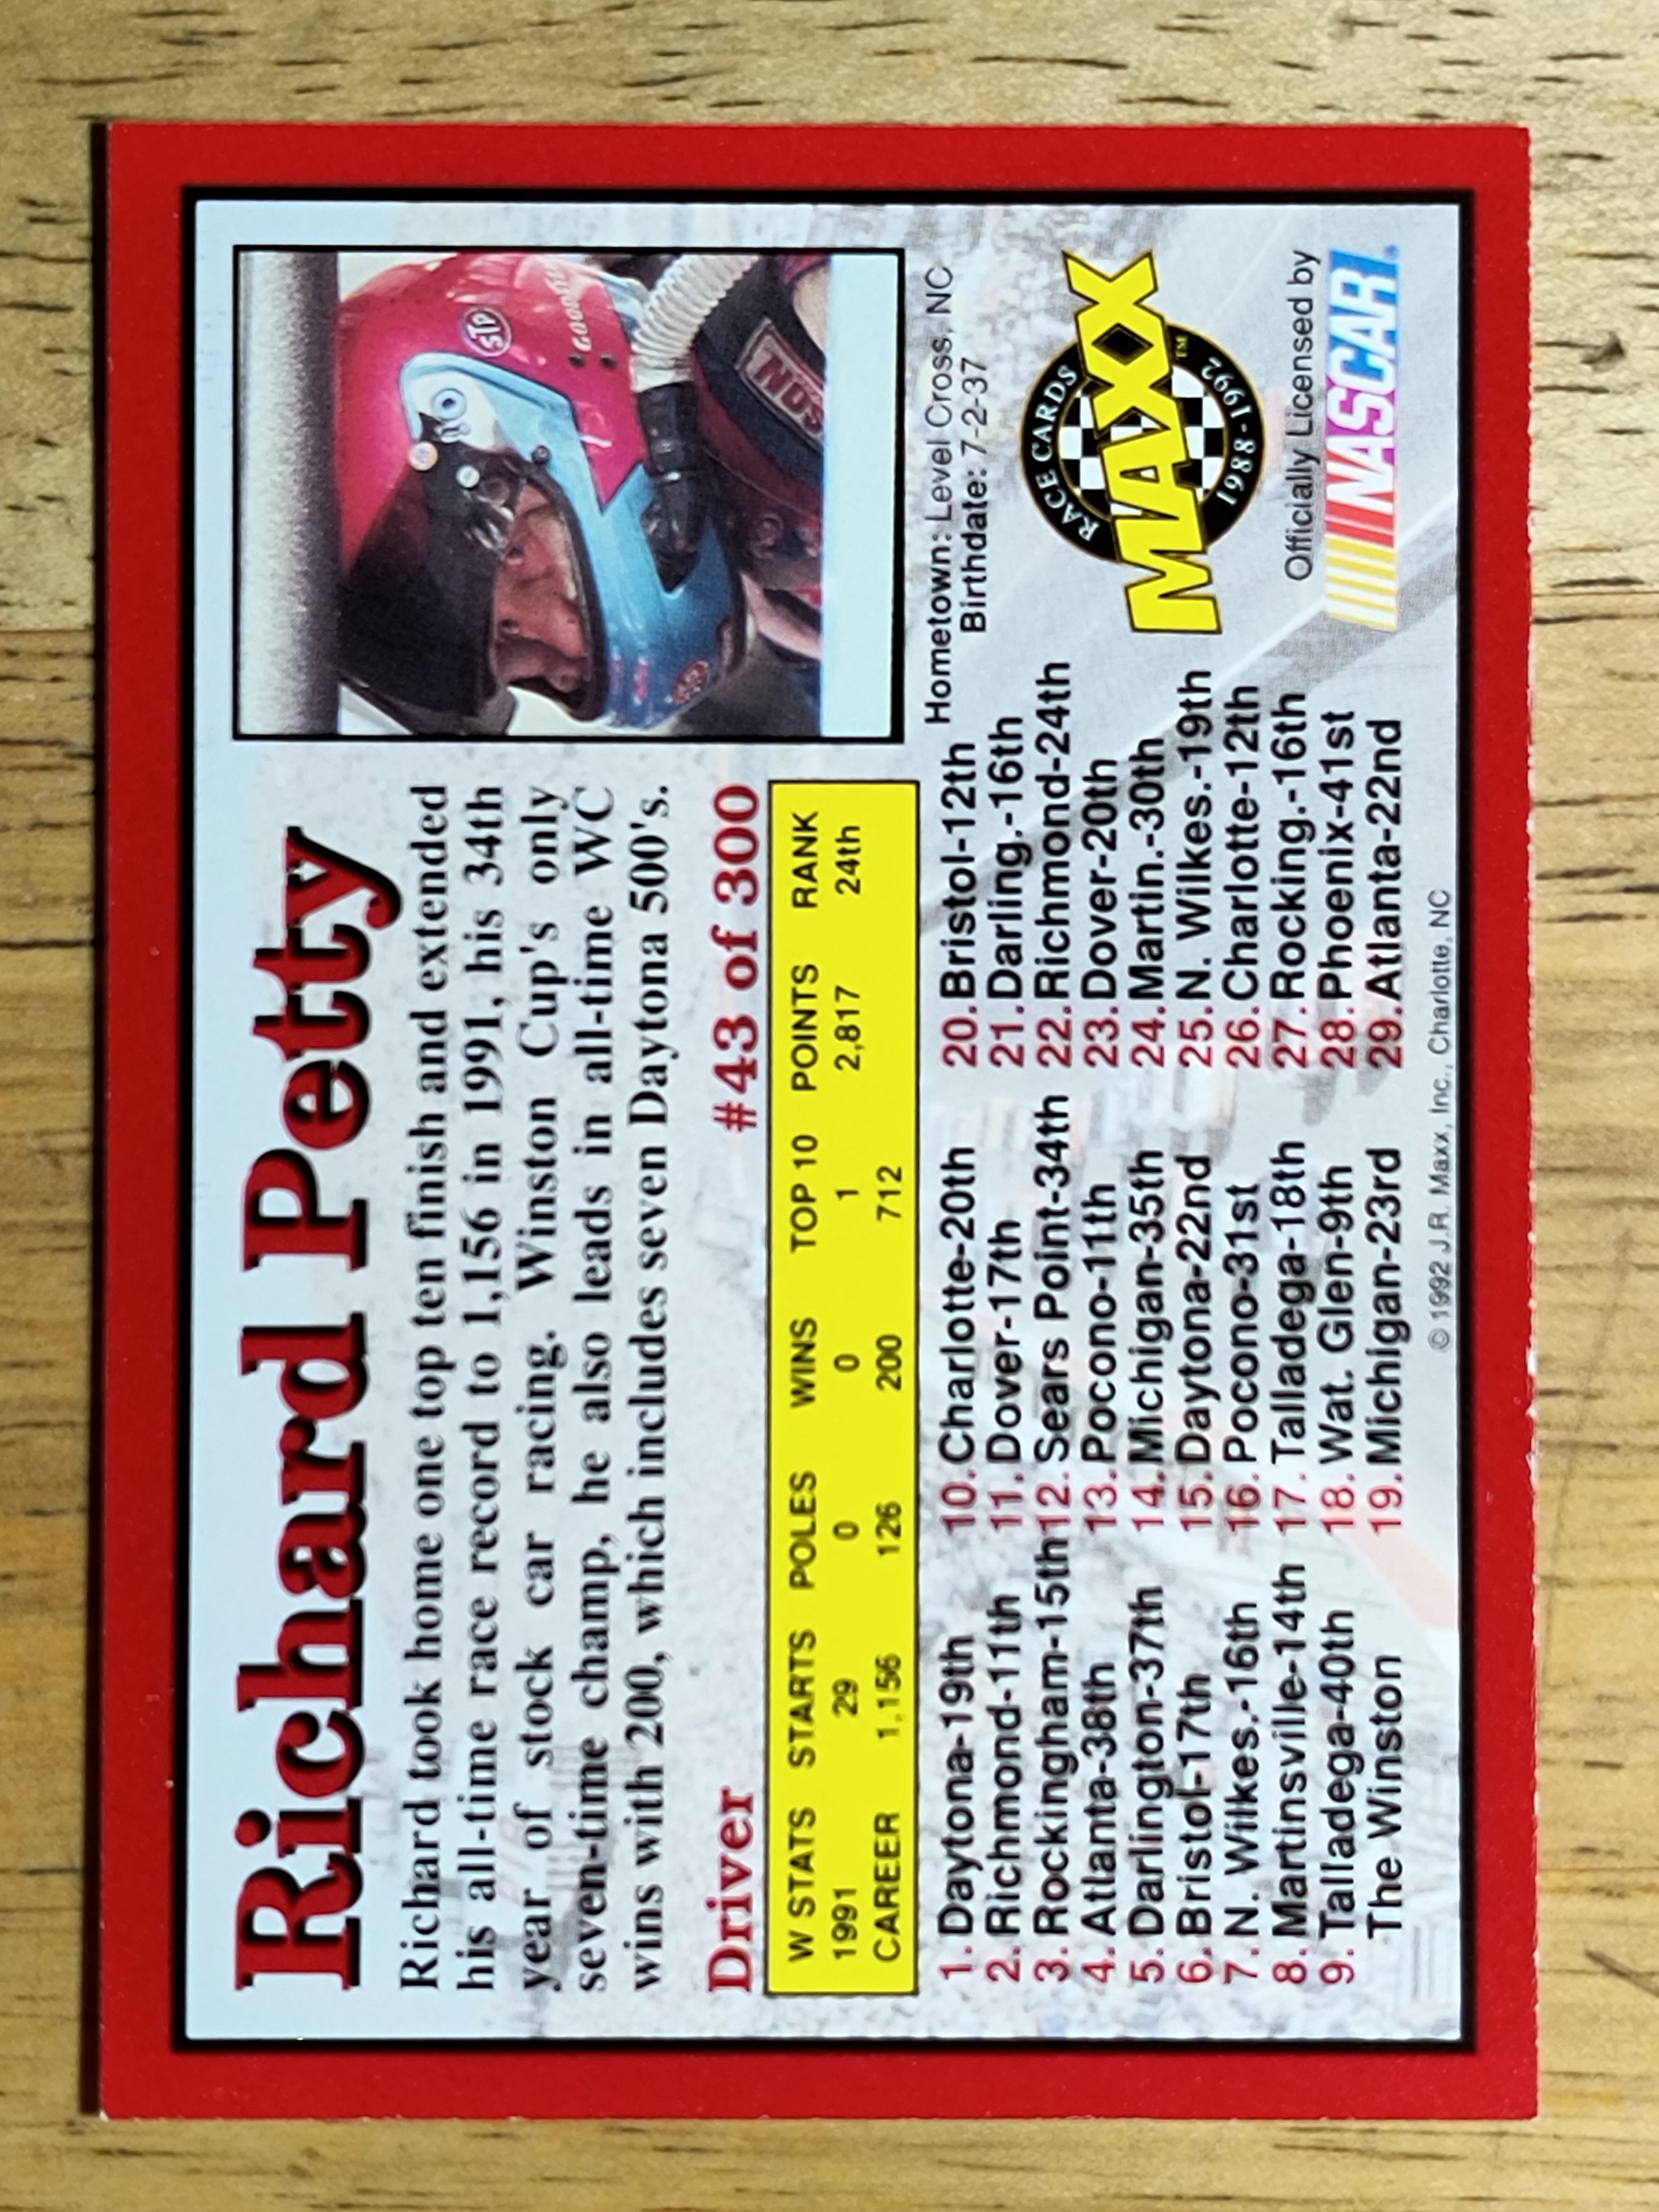 Richard Petty
Richard took home one top ten finish and extended
his all-time race record to 1,156 in 1991, his 34th
year of stock car racing. Winston Cup's only
seven-time champ, he also leads in all-time WC
wins with 200, which includes seven Daytona 500's.
Driver #43 of 300
W STATS STARTS POLES WINS TOP 10 POINTS RANK
1991 29 0 0 1 2,817 24th
CAREER 1,156 126 200 712
STP
GOODYEAR
Hometown: Level Cross, NC
Birthdate: 7-2-37
1. Daytona-19th
2. Richmond-11th
3. Rockingham-15th
4. Atlanta-38th
5. Darlington-37th
6. Bristol-17th
7. N. Wilkes.-16th
8. Martinsville-14th
9. Talladega-40th
The Winston
10. Charlotte-20th
11. Dover-17th
12. Sears Point-34th
13. Pocono-11th
14. Michigan-35th
15. Daytona-22nd
16. Pocono-31st
17. Talladega-18th
18. Wat. Glen-9th
19. Michigan-23rd
20. Bristol-12th
21. Darling.-16th
22. Richmond-24th
23. Dover-20th
24. Martin.-30th
25. N. Wilkes.-19th
26. Charlotte-12th
27. Rocking.-16th
28. Phoenix-41st
29. Atlanta-22nd
RACE CARDS
MAXX™
1988-1992
Officially Licensed by
NASCAR®
© 1992 J.R. Maxx, Inc., Charlotte, NC